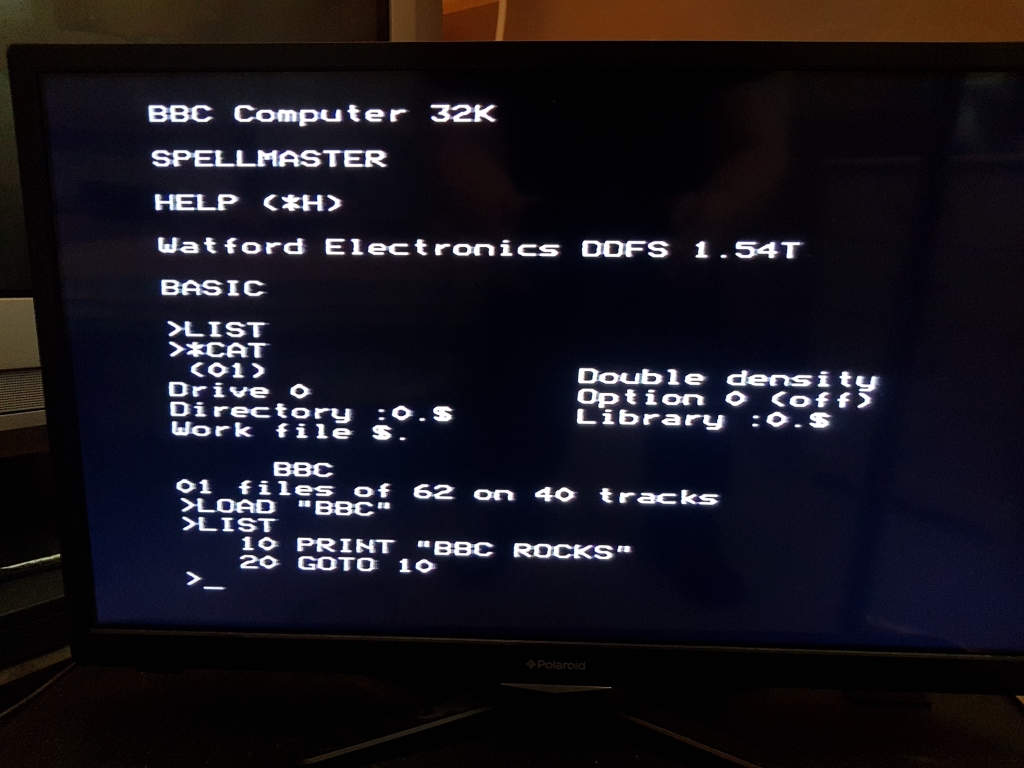 BBC Computer 32K
SPELLMASTER
HELP (*H)
Watford Electronics DDFS 1.54T
BASIC
>LIST
>*CAT
(01) Double density
Drive 0 Option 0 (off)
Directory :0.$ Library :0.$
Work file $.
BBC
01 files of 62 on 40 tracks
>LOAD "BBC"
>LIST
10 PRINT "BBC ROCKS"
20 GOTO 10
>_
Polaroid